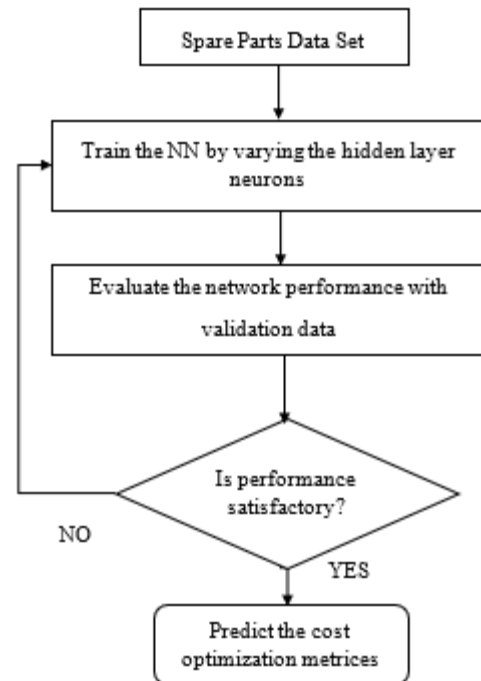 Spare Parts Data Set
Train the NN by varying the hidden layer
neurons
Evaluate the network performance with
validation data
Is performance
satisfactory?
NO
YES
Predict the cost
optimization metrices